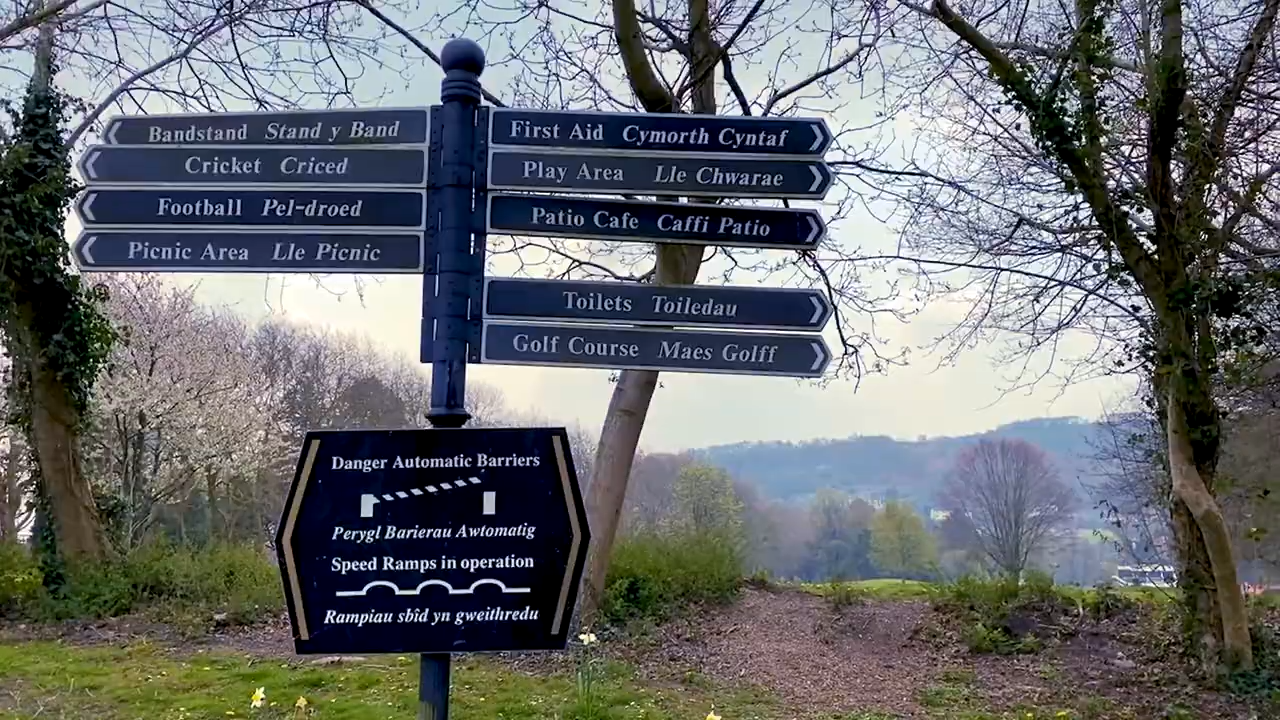 Bandstand Stand y Band
Cricket Criced
Football Pel-droed
Picnic Area Lle Picnic
First Aid Cymorth Cyntaf
Play Area Lle Chwarae
Patio Cafe Caffi Patio
Toilets Toiledau
Golf Course Maes Golff
Danger Automatic Barriers
Perygl Barierau Awtomatig
Speed Ramps in operation
Rampiau sbîd yn gweithredu